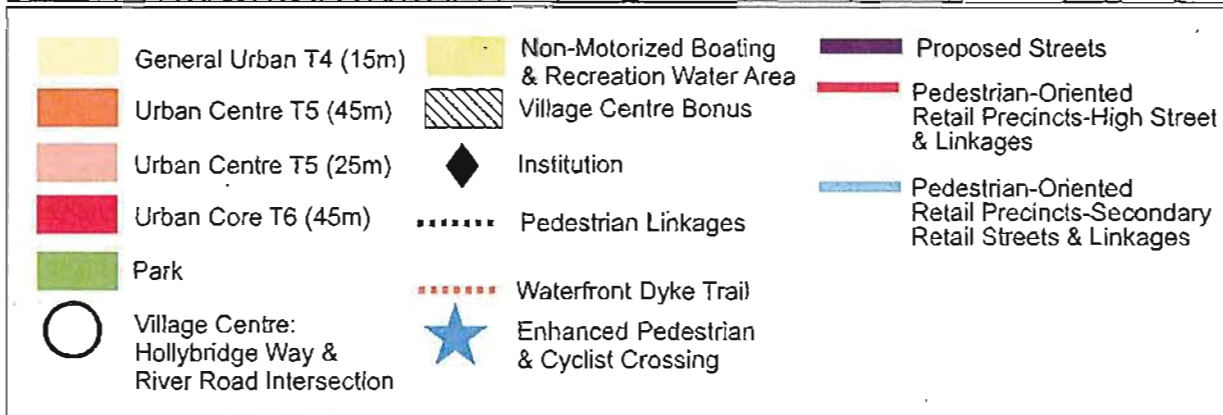 General Urban T4 (15m)
Urban Centre T5 (45m)
Urban Centre T5 (25m)
Urban Core T6 (45m)
Park
Village Centre:
Hollybridge Way &
River Road Intersection
Non-Motorized Boating
& Recreation Water Area
Village Centre Bonus
Institution
Pedestrian Linkages
Waterfront Dyke Trail
Enhanced Pedestrian
& Cyclist Crossing
Proposed Streets
Pedestrian-Oriented
Retail Precincts-High Street
& Linkages
Pedestrian-Oriented
Retail Precincts-Secondary
Retail Streets & Linkages